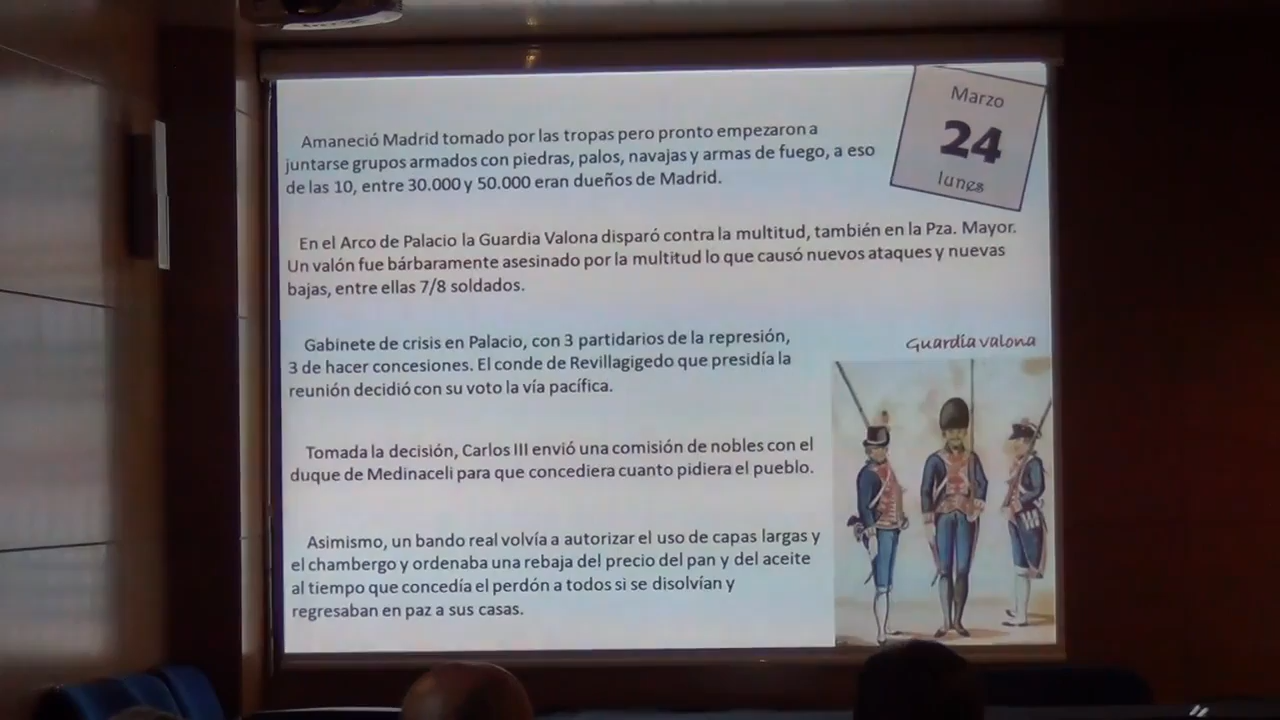 Marzo
24
lunes
Amaneció Madrid tomado por las tropas pero pronto empezaron a
juntarse grupos armados con piedras, palos, navajas y armas de fuego, a eso
de las 10, entre 30.000 y 50.000 eran dueños de Madrid.
En el Arco de Palacio la Guardia Valona disparó contra la multitud, también en la Pza. Mayor.
Un valón fue bárbaramente asesinado por la multitud lo que causó nuevos ataques y nuevas
bajas, entre ellas 7/8 soldados.
Gabinete de crisis en Palacio, con 3 partidarios de la represión,
3 de hacer concesiones. El conde de Revillagigedo que presidía la
reunión decidió con su voto la vía pacífica.
Guardía valona
Tomada la decisión, Carlos III envió una comisión de nobles con el
duque de Medinaceli para que concediera cuanto pidiera el pueblo.
Asimismo, un bando real volvía a autorizar el uso de capas largas y
el chambergo y ordenaba una rebaja del precio del pan y del aceite
al tiempo que concedía el perdón a todos si se disolvían y
regresaban en paz a sus casas.